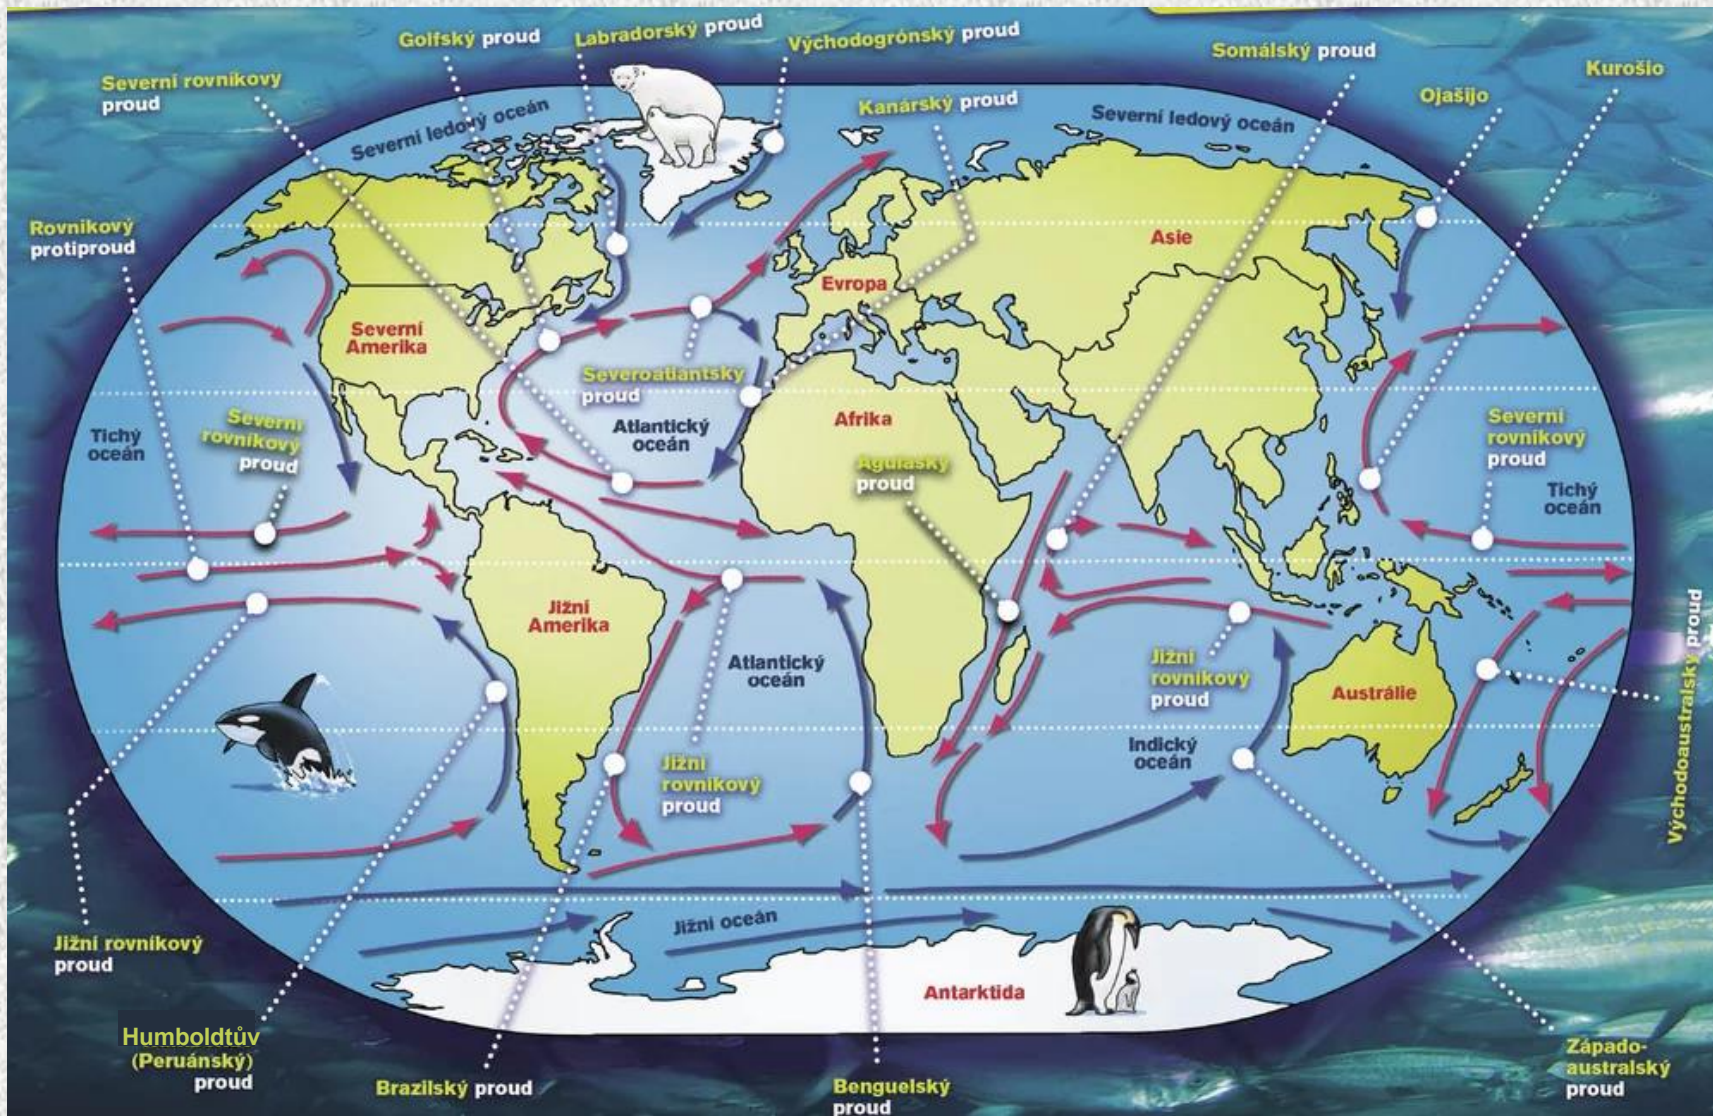 Golfský proud
Labradorský proud
Východogrónský proud
Somálský proud
Kurošio
Severní rovníkový
proud
Ojašijo
Kanárský proud
Severní ledový oceán
Severní ledový oceán
Rovníkový
protiproud
Asie
Evropa
Severní
Amerika
Severoatlantský
proud
Severní
rovníkový
proud
Tichý
oceán
Atlantický
oceán
Afrika
Agulašký
proud
Severní
rovníkový
proud
Tichý
oceán
Jižní
Amerika
Atlantický
oceán
Jižní
rovníkový
proud
Austrálie
Východoaustralský proud
Indický
oceán
Jižní
rovníkový
proud
Jižní oceán
Antarktida
Jižní rovníkový
proud
Humboldtův
(Peruánský)
proud
Brazilský proud
Benguelský
proud
Západo-
australský
proud